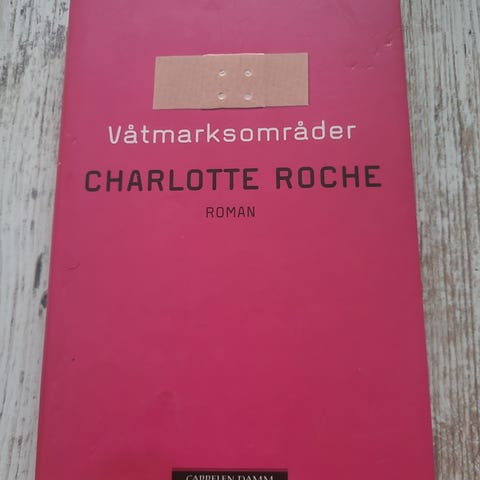 Våtmarksområder
CHARLOTTE ROCHE
ROMAN
CAPPELEN DAMM